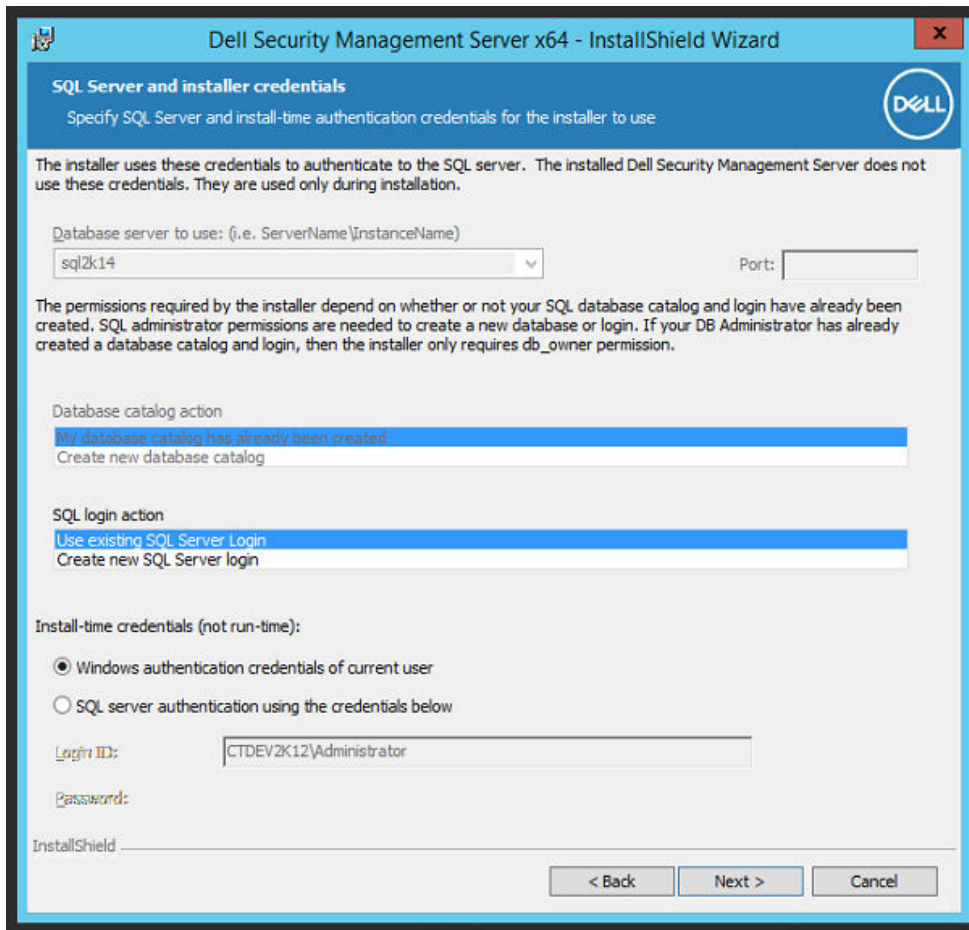 Dell Security Management Server x64 - InstallShield Wizard
x
SQL Server and installer credentials
Specify SQL Server and install-time authentication credentials for the installer to use
DELL
The installer uses these credentials to authenticate to the SQL server. The installed Dell Security Management Server does not
use these credentials. They are used only during installation.
Database server to use: (i.e. ServerName\InstanceName)
sql2k14
Port:
The permissions required by the installer depend on whether or not your SQL database catalog and login have already been
created. SQL administrator permissions are needed to create a new database or login. If your DB Administrator has already
created a database catalog and login, then the installer only requires db_owner permission.
Database catalog action
My database catalog has already been created
Create new database catalog
SQL login action
Use existing SQL Server Login
Create new SQL Server login
Install-time credentials (not run-time):
Windows authentication credentials of current user
SQL server authentication using the credentials below
Login ID:
CTDEV2K12\Administrator
Password:
InstallShield
< Back
Next >
Cancel